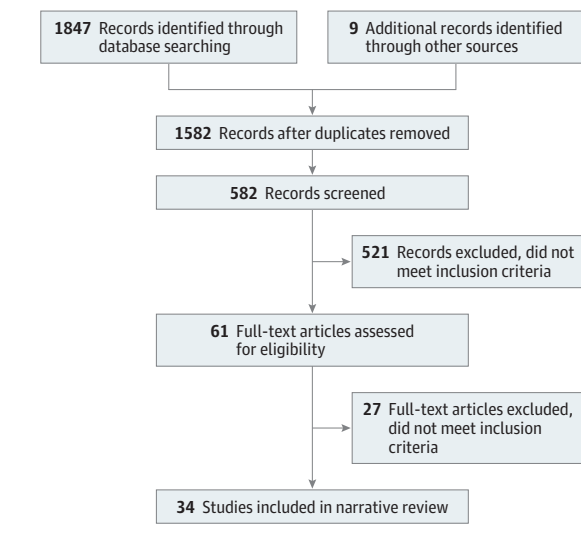 1847 Records identified through
database searching
9 Additional records identified
through other sources
1582 Records after duplicates removed
582 Records screened
521 Records excluded, did not
meet inclusion criteria
61 Full-text articles assessed
for eligibility
27 Full-text articles excluded,
did not meet inclusion
criteria
34 Studies included in narrative review